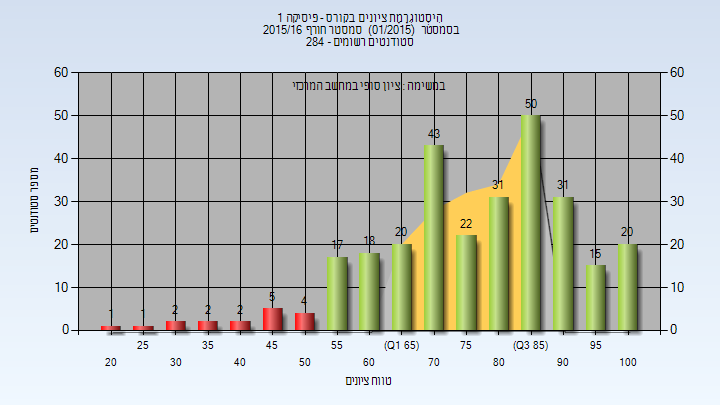 היסטוגרמת ציונים בקורס - פיסיקה 1
בסמסטר (01/2015) סמסטר חורף 2015/16
סטודנטים רשומים - 284
במשימה : ציון סופי במחשב המרכזי
60 60
50 50
40 40
30 30
20 20
10 10
0 0
מספר סטודנטים
1 1 2 2 2 5 4 17 18 20 43 22 31 50 31 15 20
25 35 45 55 (Q1 65) 75 (Q3 85) 95
20 30 40 50 60 70 80 90 100
טווח ציונים